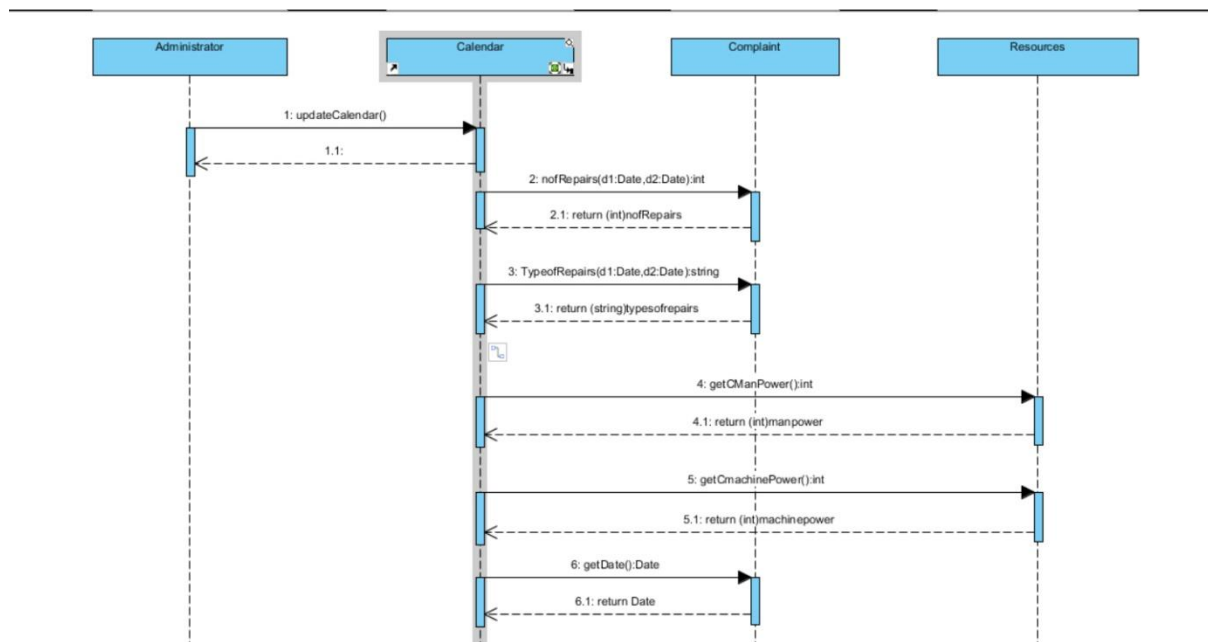 Administrator
Calendar
Complaint
Resources
1: updateCalendar()
1.1:
2: nofRepairs(d1:Date,d2:Date):int
2.1: return (int)nofRepairs
3: TypeofRepairs(d1:Date,d2:Date):string
3.1: return (string)typesofrepairs
4: getCManPower():int
4.1: return (int)manpower
5: getCmachinePower():int
5.1: return (int)machinepower
6: getDate():Date
6.1: return Date